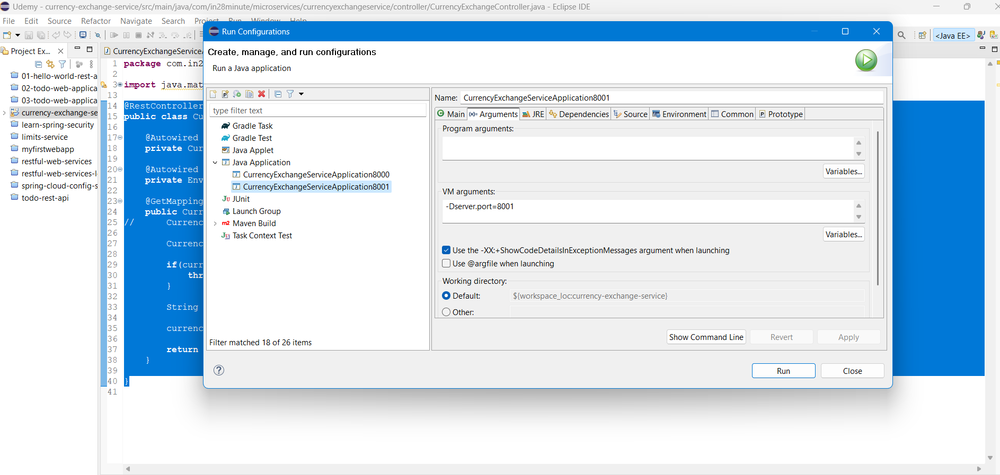 Udemy - currency-exchange-service/src/main/java/com/in28minute/microservices/currencyexchangeservice/controller/CurrencyExchangeController.java - Eclipse IDE
File Edit Source Refactor Navigate Search Project Run Window Help
<Java EE>
Project Ex...
01-hello-world-rest-a
02-todo-web-applica
03-todo-web-applica
currency-exchange-se
learn-spring-security
limits-service
myfirstwebapp
restful-web-services
restful-web-services-l
spring-cloud-config-s
todo-rest-api
CurrencyExchangeServiceA
1 package com.in2
2
3 import java.mat
13
14 @RestController
15 public class Cu
16
17 @Autowired
18 private Cur
19
20 @Autowired
21 private Env
22
23 @GetMapping
24 public Curr
25 // Currenc
26
27 Currenc
28
29 if(curr
30 thr
31 }
32
33 String
34
35 currenc
36
37 return
38 }
39
40 }
41
Run Configurations
Create, manage, and run configurations
Run a Java application
type filter text
Gradle Task
Gradle Test
Java Applet
Java Application
CurrencyExchangeServiceApplication8000
CurrencyExchangeServiceApplication8001
JUnit
Launch Group
m2 Maven Build
Task Context Test
Filter matched 18 of 26 items
Name: CurrencyExchangeServiceApplication8001
Main (x)= Arguments JRE Dependencies Source Environment Common Prototype
Program arguments:
Variables...
VM arguments:
-Dserver.port=8001
Variables...
Use the -XX:+ShowCodeDetailsInExceptionMessages argument when launching
Use @argfile when launching
Working directory:
Default: ${workspace_loc:currency-exchange-service}
Other:
Show Command Line Revert Apply
Run Close